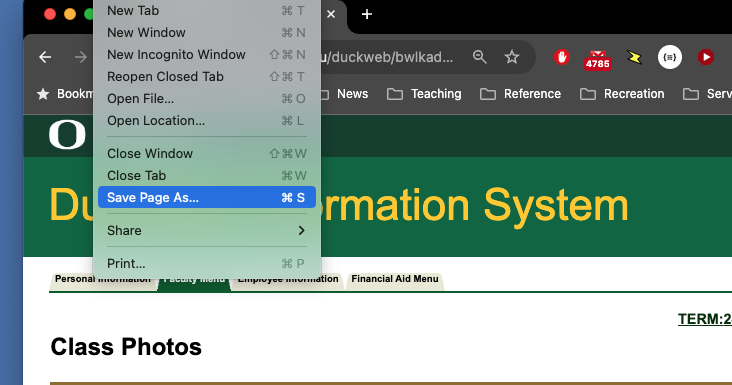 New Tab ⌘ T
New Window ⌘ N
New Incognito Window ⇧⌘ N
Reopen Closed Tab ⇧⌘ T
Open File... ⌘ O
Open Location... ⌘ L
Close Window ⇧⌘ W
Close Tab ⌘ W
Save Page As... ⌘ S
Share
Print... ⌘ P
u/duckweb/bwlkad...
4785
Bookm
News
Teaching
Reference
Recreation
Serv
O
Du rmation System
Personal Information
Faculty Menu
Employee Information
Financial Aid Menu
TERM:2
Class Photos